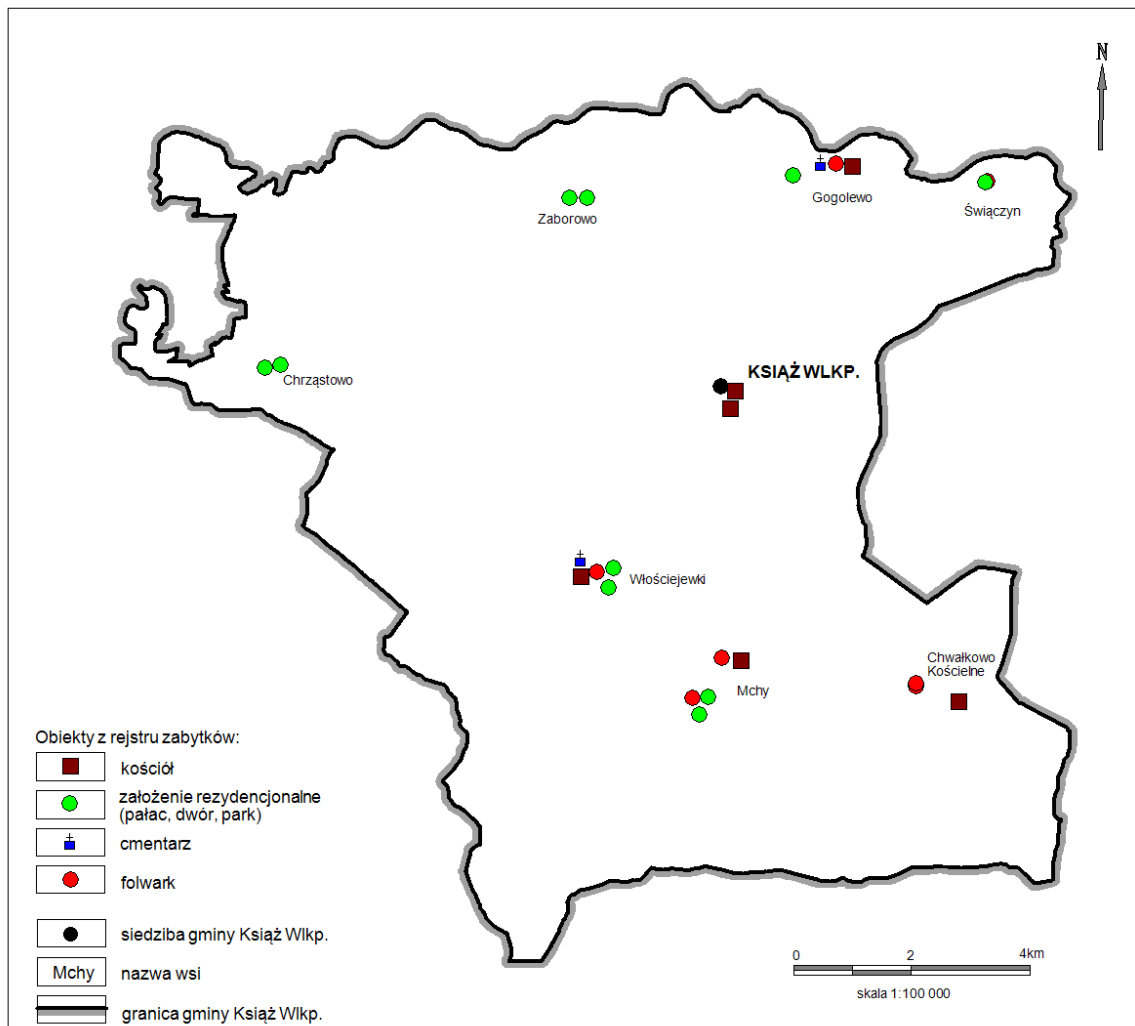 N
Gogolewo
Zaborowo
Świączyn
KSIĄŻ WLKP.
Chrząstowo
Włościejewki
Chwałkowo
Kościelne
Mchy
Obiekty z rejstru zabytków:
kościół
założenie rezydencjonalne
(pałac, dwór, park)
cmentarz
folwark
siedziba gminy Książ Wlkp.
Mchy nazwa wsi
granica gminy Książ Wlkp.
0 2 4km
skala 1:100 000